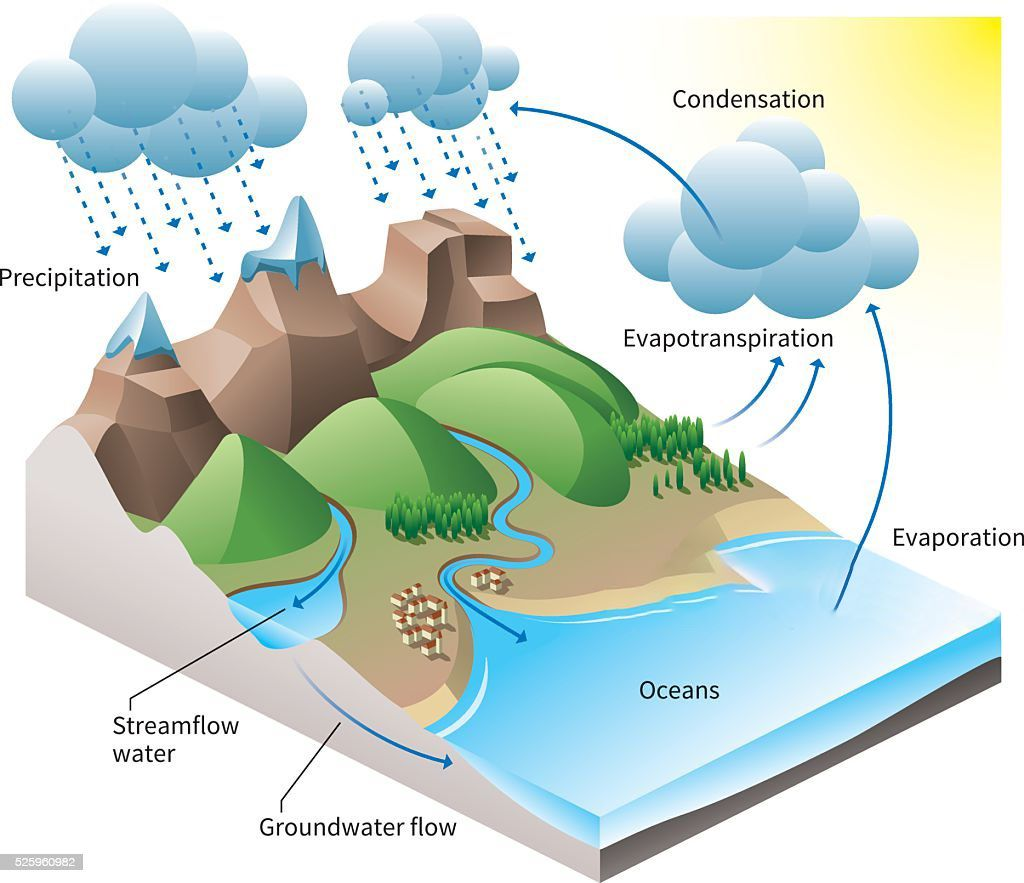 Condensation
Precipitation
Evapotranspiration
Evaporation
Oceans
Streamflow
water
Groundwater flow
525960982